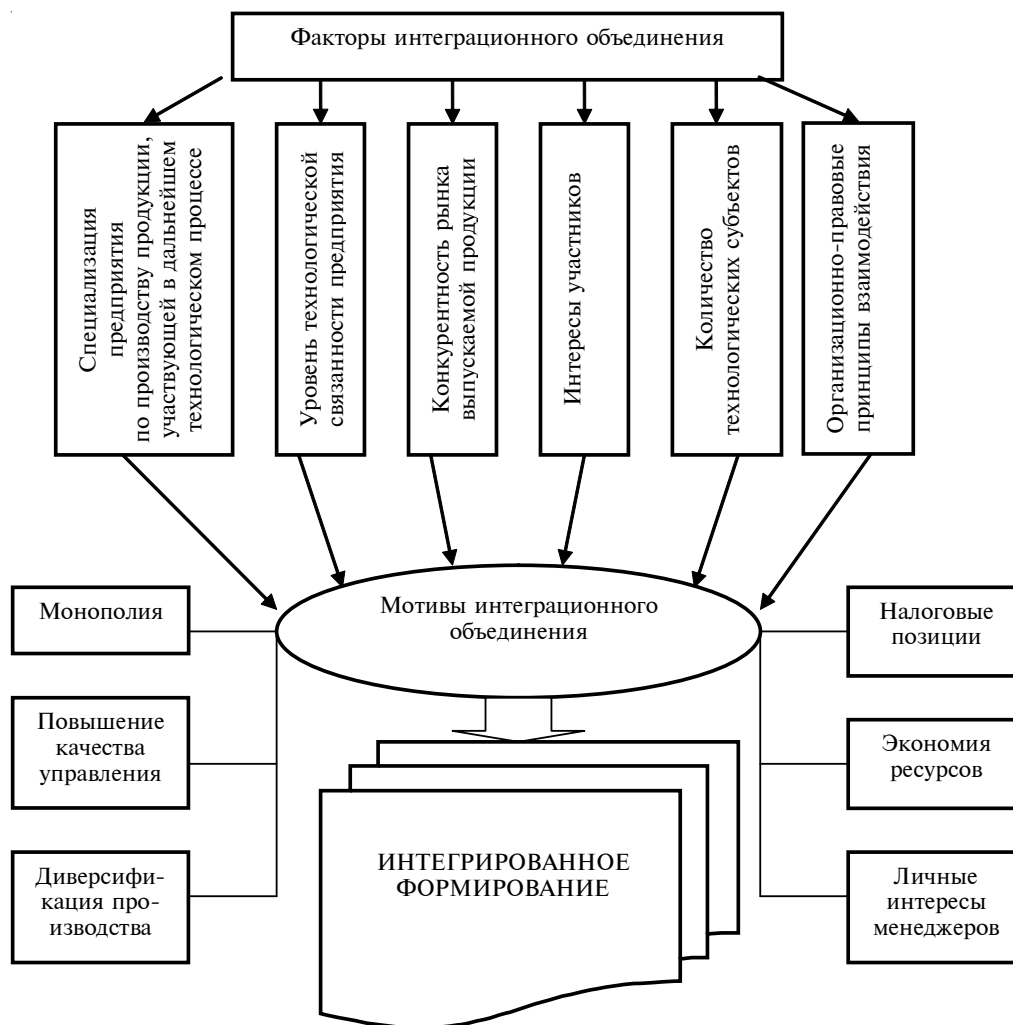 Факторы интеграционного объединения
Специализация
предприятия
по производству продукции,
участвующей в дальнейшем
технологическом процессе
Уровень технологической
связанности предприятия
Конкурентность рынка
выпускаемой продукции
Интересы участников
Количество
технологических субъектов
Организационно-правовые
принципы взаимодействия
Мотивы интеграционного
объединения
Монополия
Повышение
качества
управления
Диверсифи-
кация про-
изводства
Налоговые
позиции
Экономия
ресурсов
Личные
интересы
менеджеров
ИНТЕГРИРОВАННОЕ
ФОРМИРОВАНИЕ